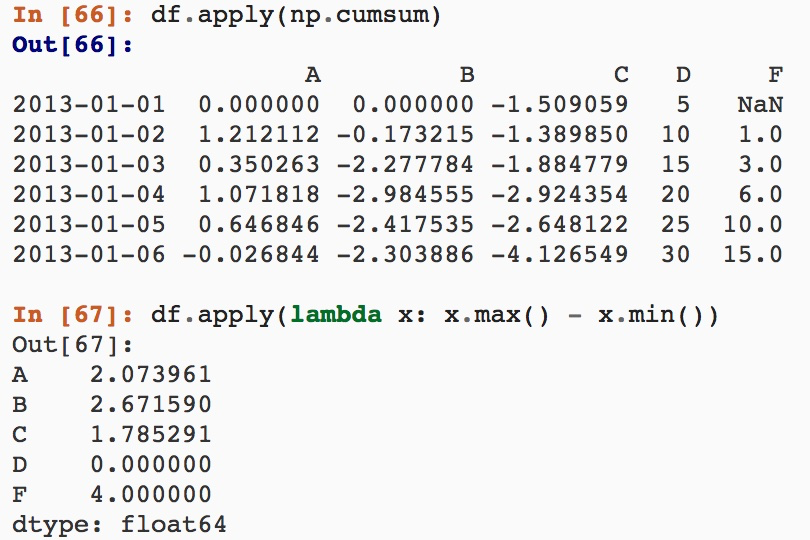 In [66]: df.apply(np.cumsum)
Out[66]:
                   A         B         C   D     F
2013-01-01  0.000000  0.000000 -1.509059   5   NaN
2013-01-02  1.212112 -0.173215 -1.389850  10   1.0
2013-01-03  0.350263 -2.277784 -1.884779  15   3.0
2013-01-04  1.071818 -2.984555 -2.924354  20   6.0
2013-01-05  0.646846 -2.417535 -2.648122  25  10.0
2013-01-06 -0.026844 -2.303886 -4.126549  30  15.0
In [67]: df.apply(lambda x: x.max() - x.min())
Out[67]:
A    2.073961
B    2.671590
C    1.785291
D    0.000000
F    4.000000
dtype: float64